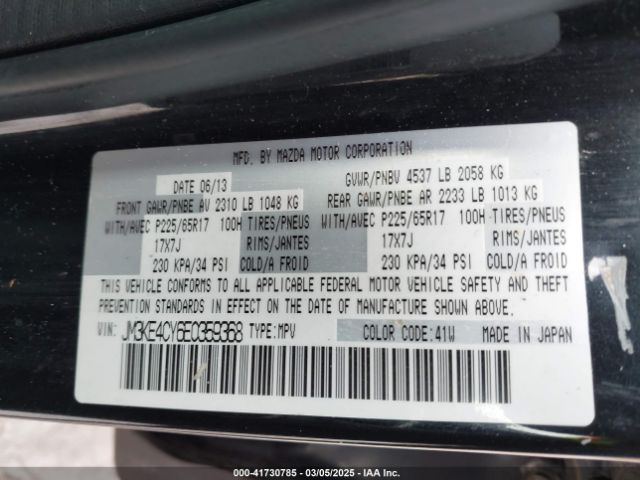 MFD. BY MAZDA MOTOR CORPORATION
DATE 06/13 GVWR/PNBV 4537 LB 2058 KG
FRONT GAWR/PNBE AV 2310 LB 1048 KG REAR GAWR/PNBE AR 2233 LB 1013 KG
WITH/AVEC P225/65R17 100H TIRES/PNEUS WITH/AVEC P225/65R17 100H TIRES/PNEUS
17X7J RIMS/JANTES 17X7J RIMS/JANTES
230 KPA/34 PSI COLD/A FROID 230 KPA/34 PSI COLD/A FROID
THIS VEHICLE CONFORMS TO ALL APPLICABLE FEDERAL MOTOR VEHICLE SAFETY AND THEFT
PREVENTION STANDARDS IN EFFECT ON THE DATE OF MANUFACTURE SHOWN ABOVE.
VIN: JM3KE4CY6E0359368 TYPE:MPV COLOR CODE:41W MADE IN JAPAN
000-41730785 — 03/05/2025 - IAA Inc.